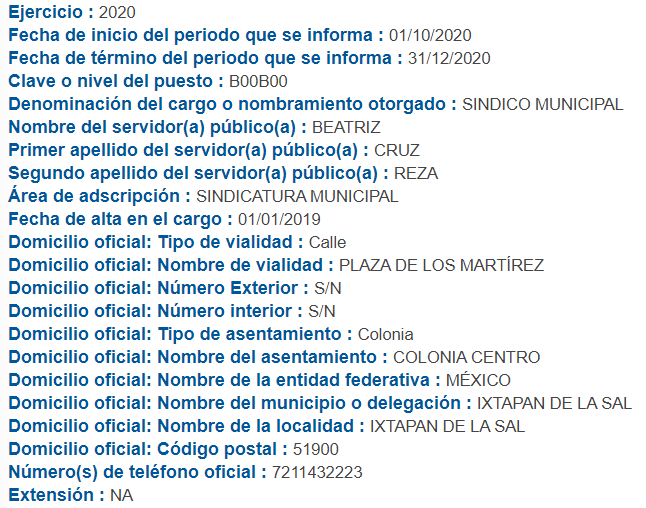 Ejercicio : 2020
Fecha de inicio del periodo que se informa : 01/10/2020
Fecha de término del periodo que se informa : 31/12/2020
Clave o nivel del puesto : B00B00
Denominación del cargo o nombramiento otorgado : SINDICO MUNICIPAL
Nombre del servidor(a) público(a) : BEATRIZ
Primer apellido del servidor(a) público(a) : CRUZ
Segundo apellido del servidor(a) público(a) : REZA
Área de adscripción : SINDICATURA MUNICIPAL
Fecha de alta en el cargo : 01/01/2019
Domicilio oficial: Tipo de vialidad : Calle
Domicilio oficial: Nombre de vialidad : PLAZA DE LOS MARTÍREZ
Domicilio oficial: Número Exterior : S/N
Domicilio oficial: Número interior : S/N
Domicilio oficial: Tipo de asentamiento : Colonia
Domicilio oficial: Nombre del asentamiento : COLONIA CENTRO
Domicilio oficial: Nombre de la entidad federativa : MÉXICO
Domicilio oficial: Nombre del municipio o delegación : IXTAPAN DE LA SAL
Domicilio oficial: Nombre de la localidad : IXTAPAN DE LA SAL
Domicilio oficial: Código postal : 51900
Número(s) de teléfono oficial : 7211432223
Extensión : NA